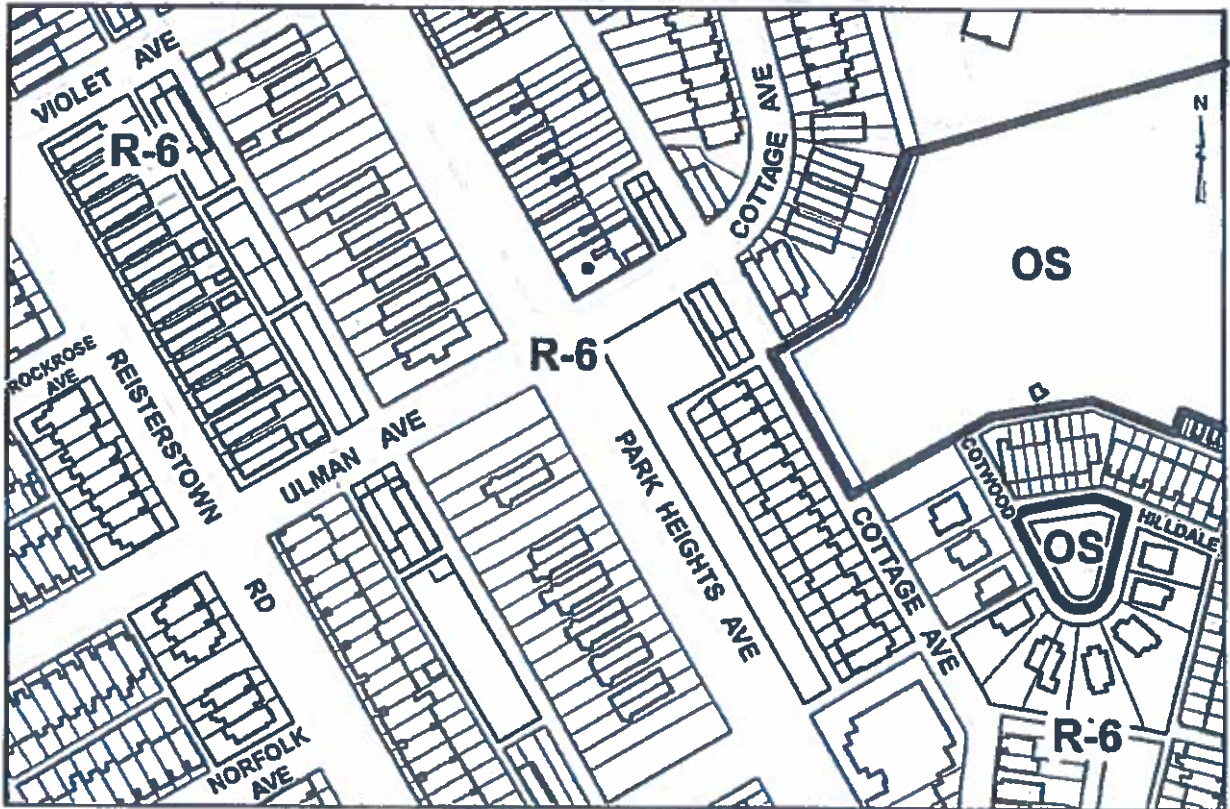 VIOLET AVE
R-6
COTTAGE AVE
N
OS
R-6
ROCKROSE
AVE
REISTERSTOWN
RD
ULMAN AVE
PARK HEIGHTS AVE
COTTAGE AVE
COTWOOD
HILLDALE
OS
R-6
NORFOLK
AVE